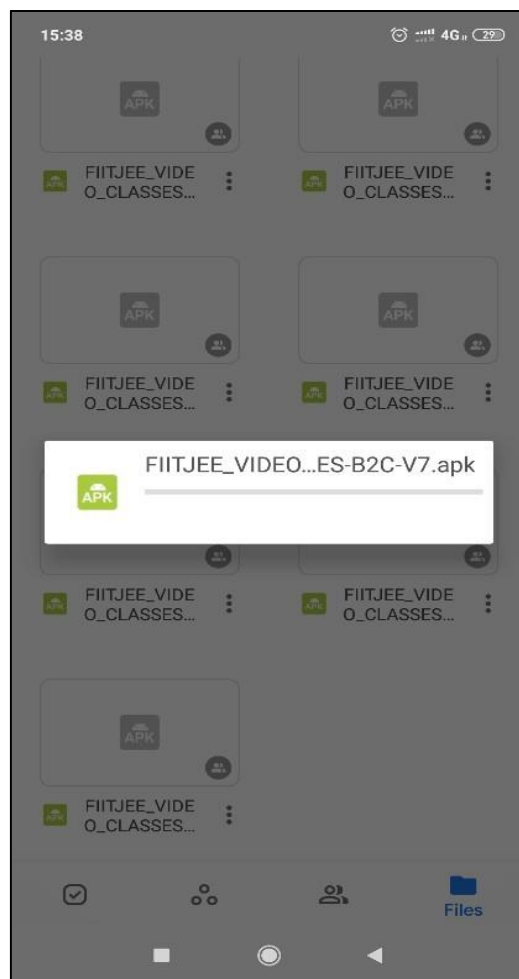 15:38
4G 29
APK
APK
FIITJEE_VIDE
O_CLASSES...
FIITJEE_VIDE
O_CLASSES...
APK
APK
FIITJEE_VIDE
O_CLASSES...
FIITJEE_VIDE
O_CLASSES...
FIITJEE_VIDEO...ES-B2C-V7.apk
APK
FIITJEE_VIDE
O_CLASSES...
FIITJEE_VIDE
O_CLASSES...
APK
FIITJEE_VIDE
O_CLASSES...
Files